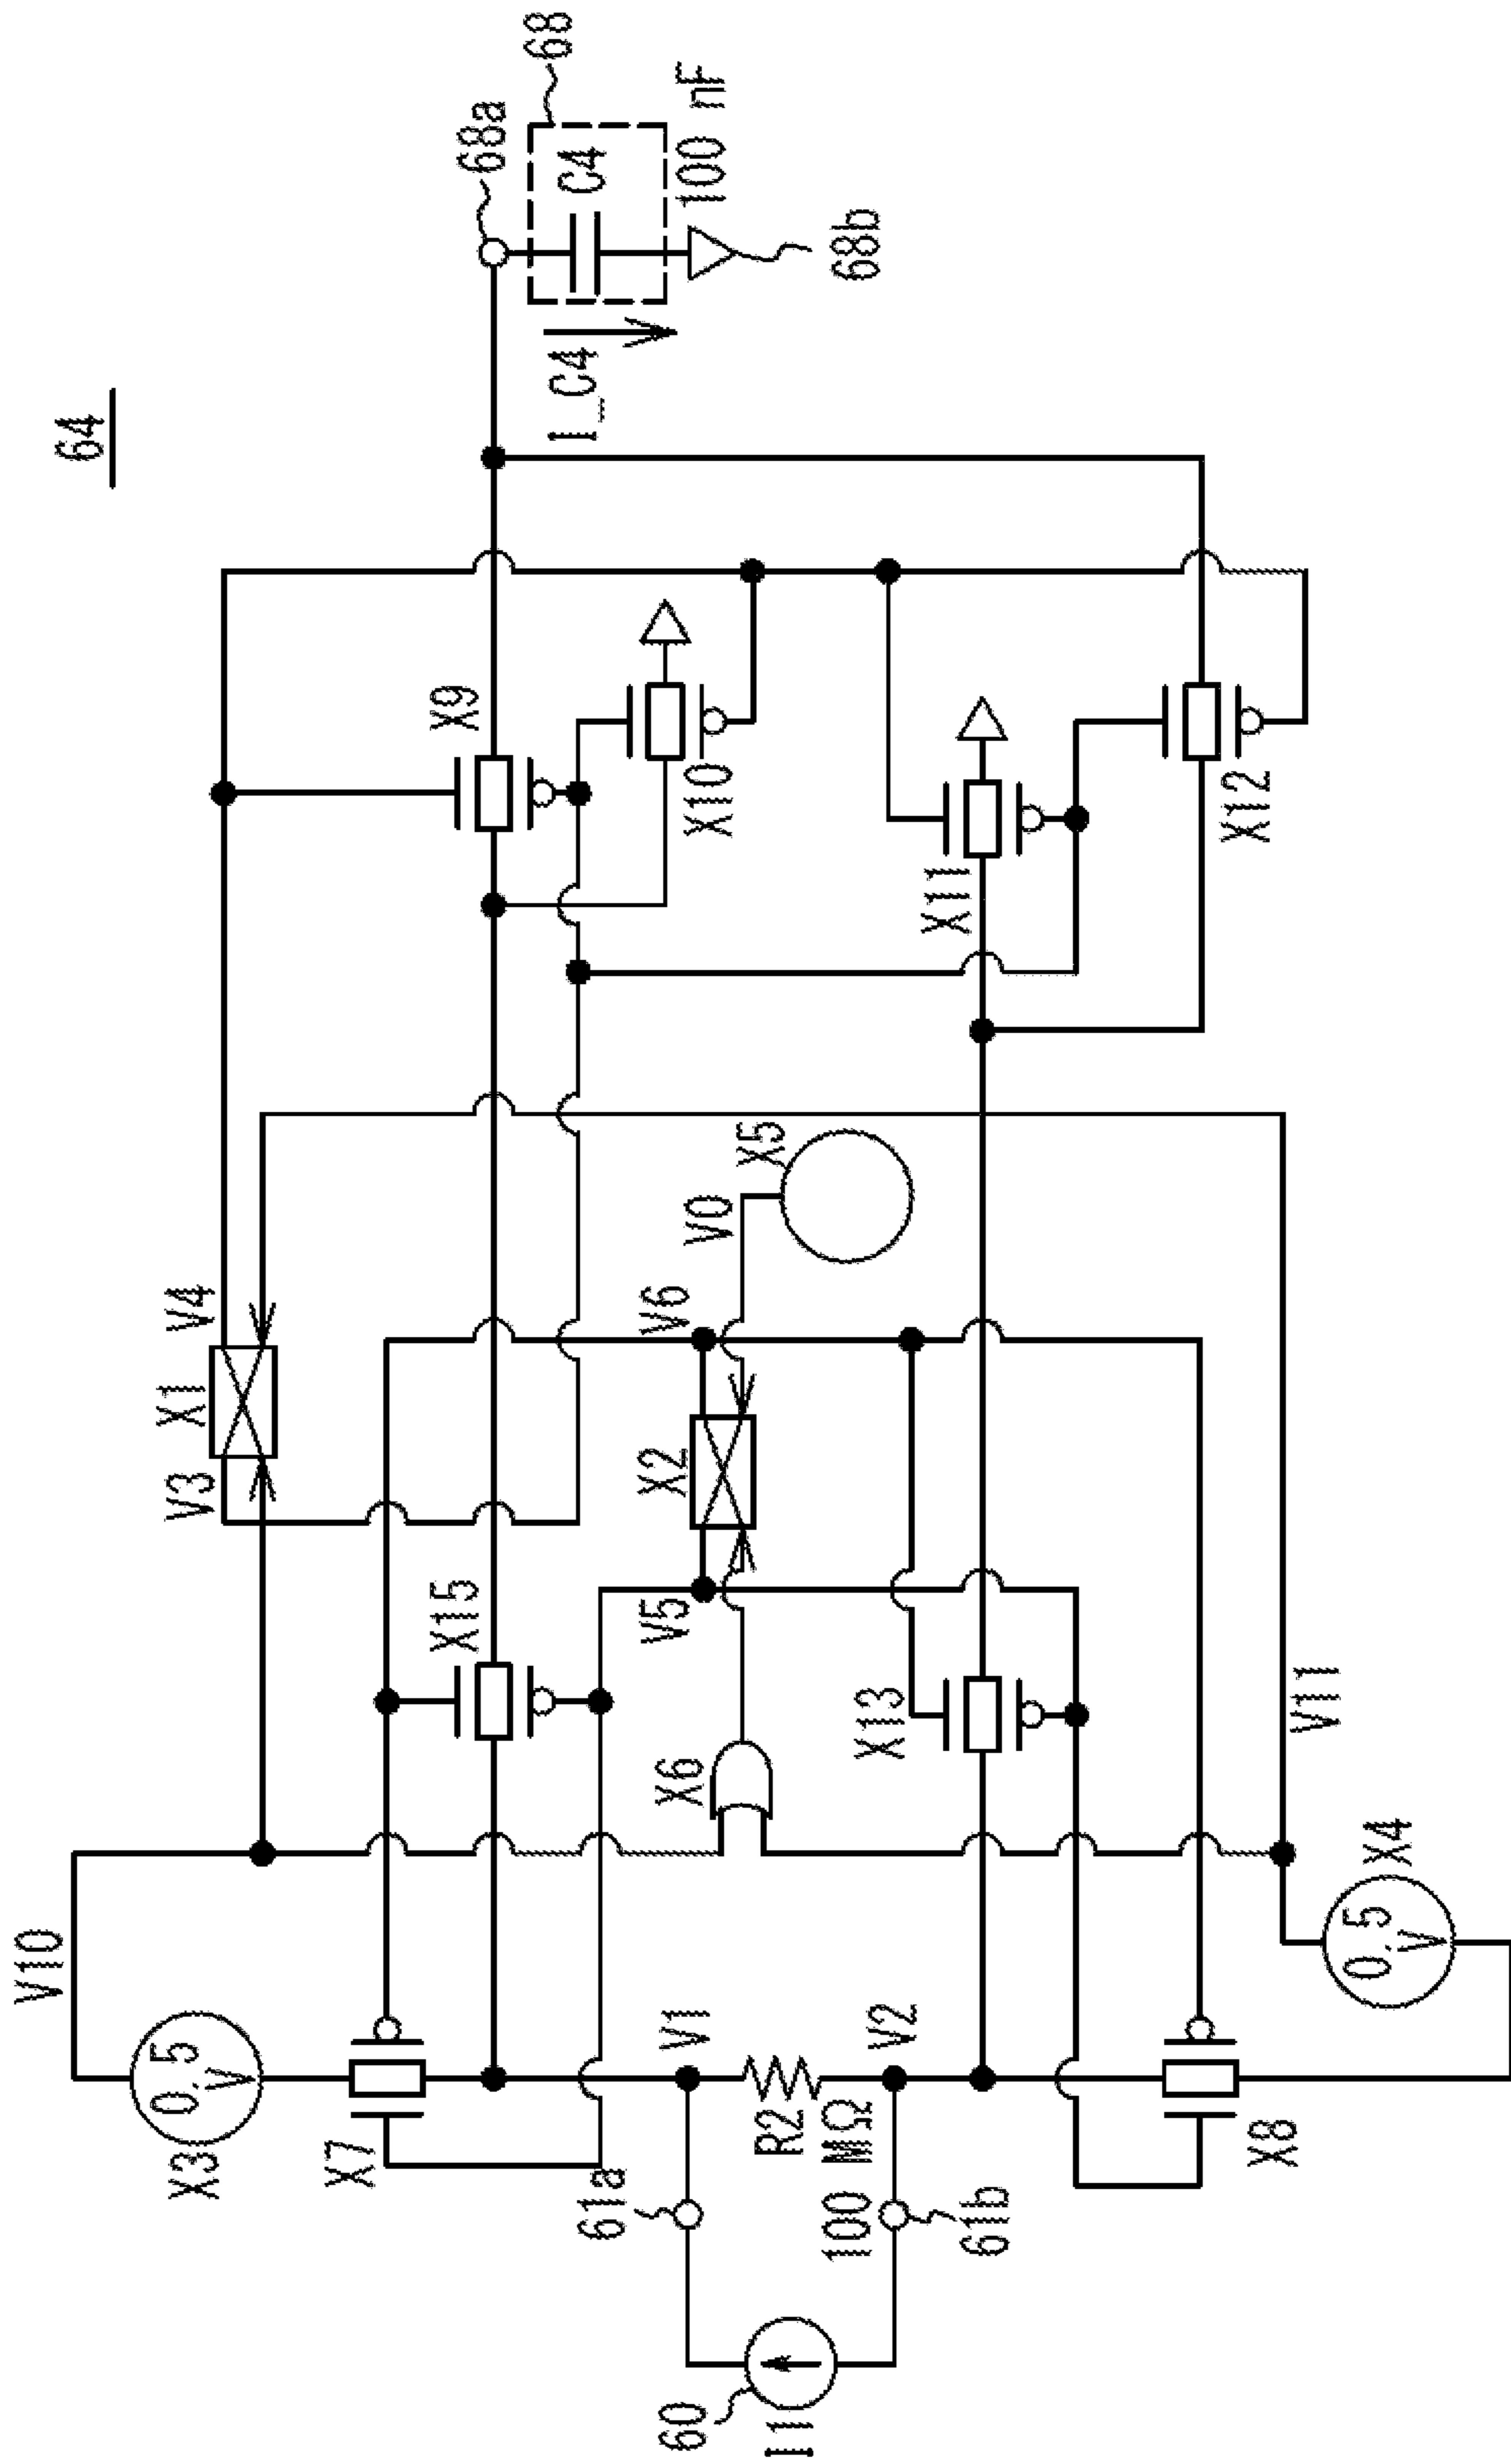 64
V10
X3
0.5
V
X7
X1
V3
V4
X15
X9
68a
68
C4
100 nF
68b
I_C4
V1
R2
100 MΩ
V2
61a
61b
60
I1
X6
V5
X2
V6
V0
X5
X10
X13
X11
X12
X8
X4
0.5
V
V11